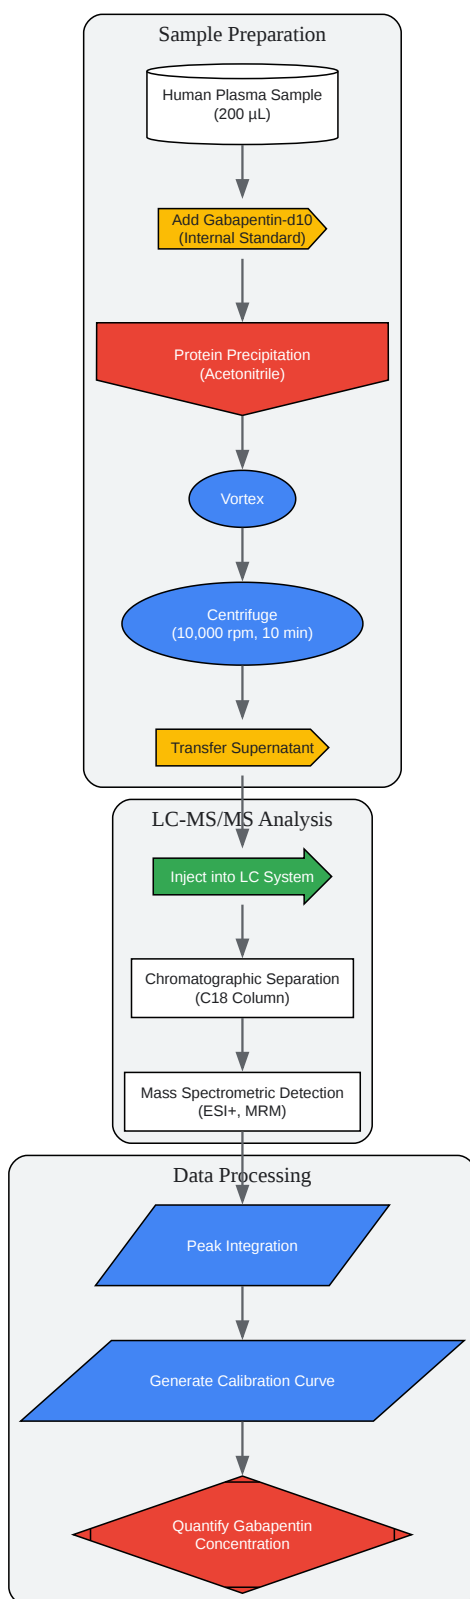 Sample Preparation
Human Plasma Sample
(200 µL)
Add Gabapentin-d10
(Internal Standard)
Protein Precipitation
(Acetonitrile)
Vortex
Centrifuge
(10,000 rpm, 10 min)
Transfer Supernatant
LC-MS/MS Analysis
Inject into LC System
Chromatographic Separation
(C18 Column)
Mass Spectrometric Detection
(ESI+, MRM)
Data Processing
Peak Integration
Generate Calibration Curve
Quantify Gabapentin
Concentration